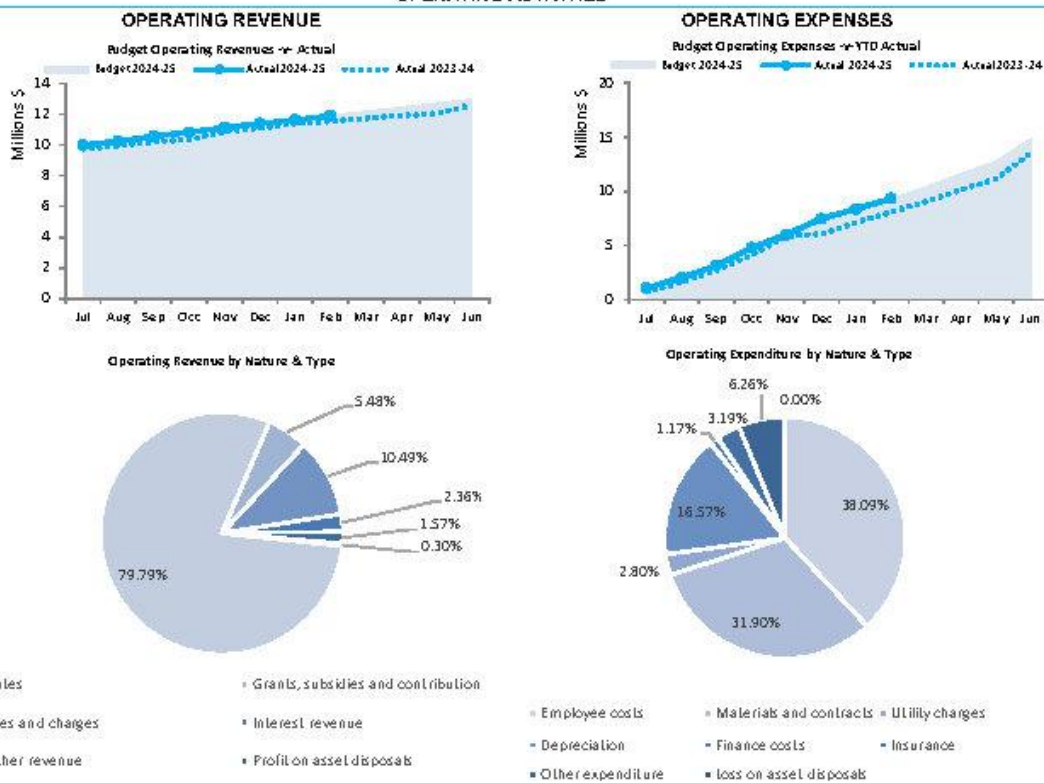 OPERATING REVENUE
Budget Operating Revenues -v- Actual
Budget 2024-25 Actual 2024-25 Actual 2023-24
Millions $
14
12
10
8
6
4
2
0
Jul Aug Sep Oct Nov Dec Jan Feb Mar Apr May Jun
Operating Revenue by Nature & Type
5.48%
10.49%
2.36%
1.57%
0.30%
79.79%
Grants, subsidies and contribution
es and charges
Interest revenue
her revenue
Profit on asset disposals
OPERATING EXPENSES
Budget Operating Expenses -v-YTD Actual
Budget 2024-25 Actual 2024-25 Actual 2023-24
Millions $
20
15
10
5
0
Jul Aug Sep Oct Nov Dec Jan Feb Mar Apr May Jun
Operating Expenditure by Nature & Type
6.26%
0.00%
3.19%
1.17%
38.09%
16.57%
2.80%
31.90%
Employee costs Materials and contracts Utility charges
Depreciation Finance costs Insurance
Other expenditure Loss on asset disposals